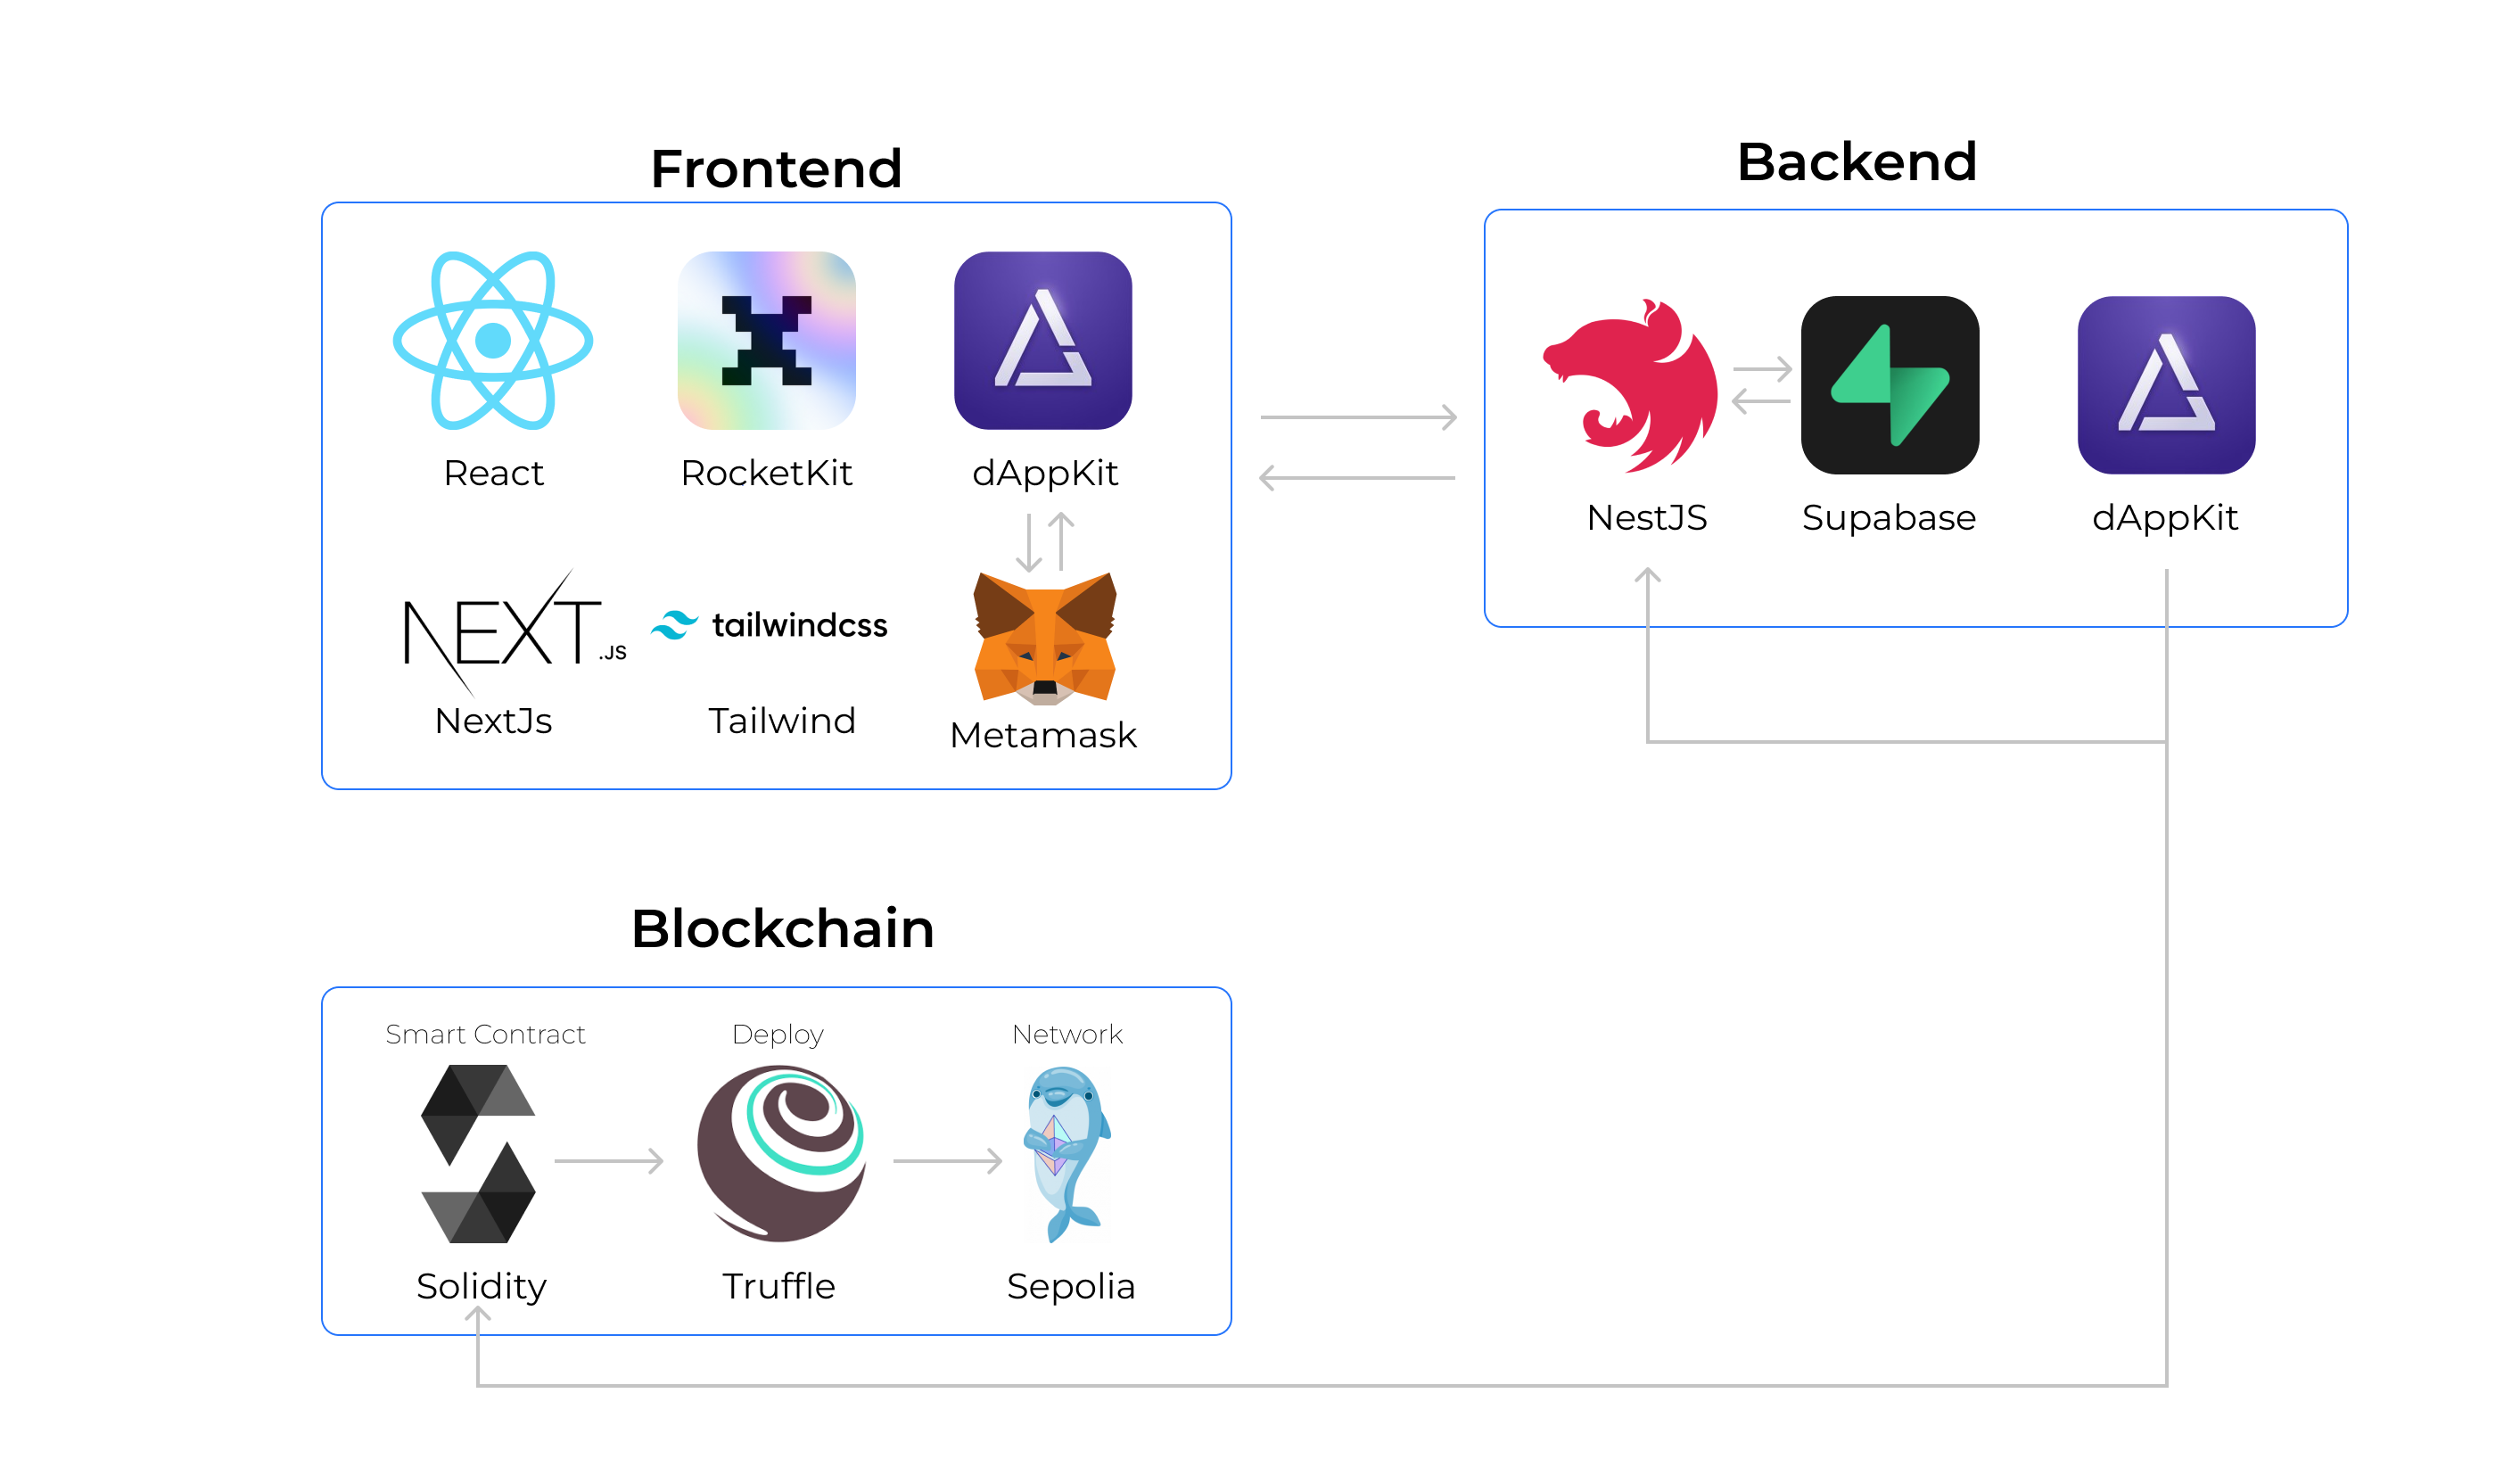 Frontend
React
RocketKit
dAppKit
NEXT.JS
tailwindcss
NextJs
Tailwind
Metamask
Backend
NestJS
Supabase
dAppKit
Blockchain
Smart Contract
Deploy
Network
Solidity
Truffle
Sepolia